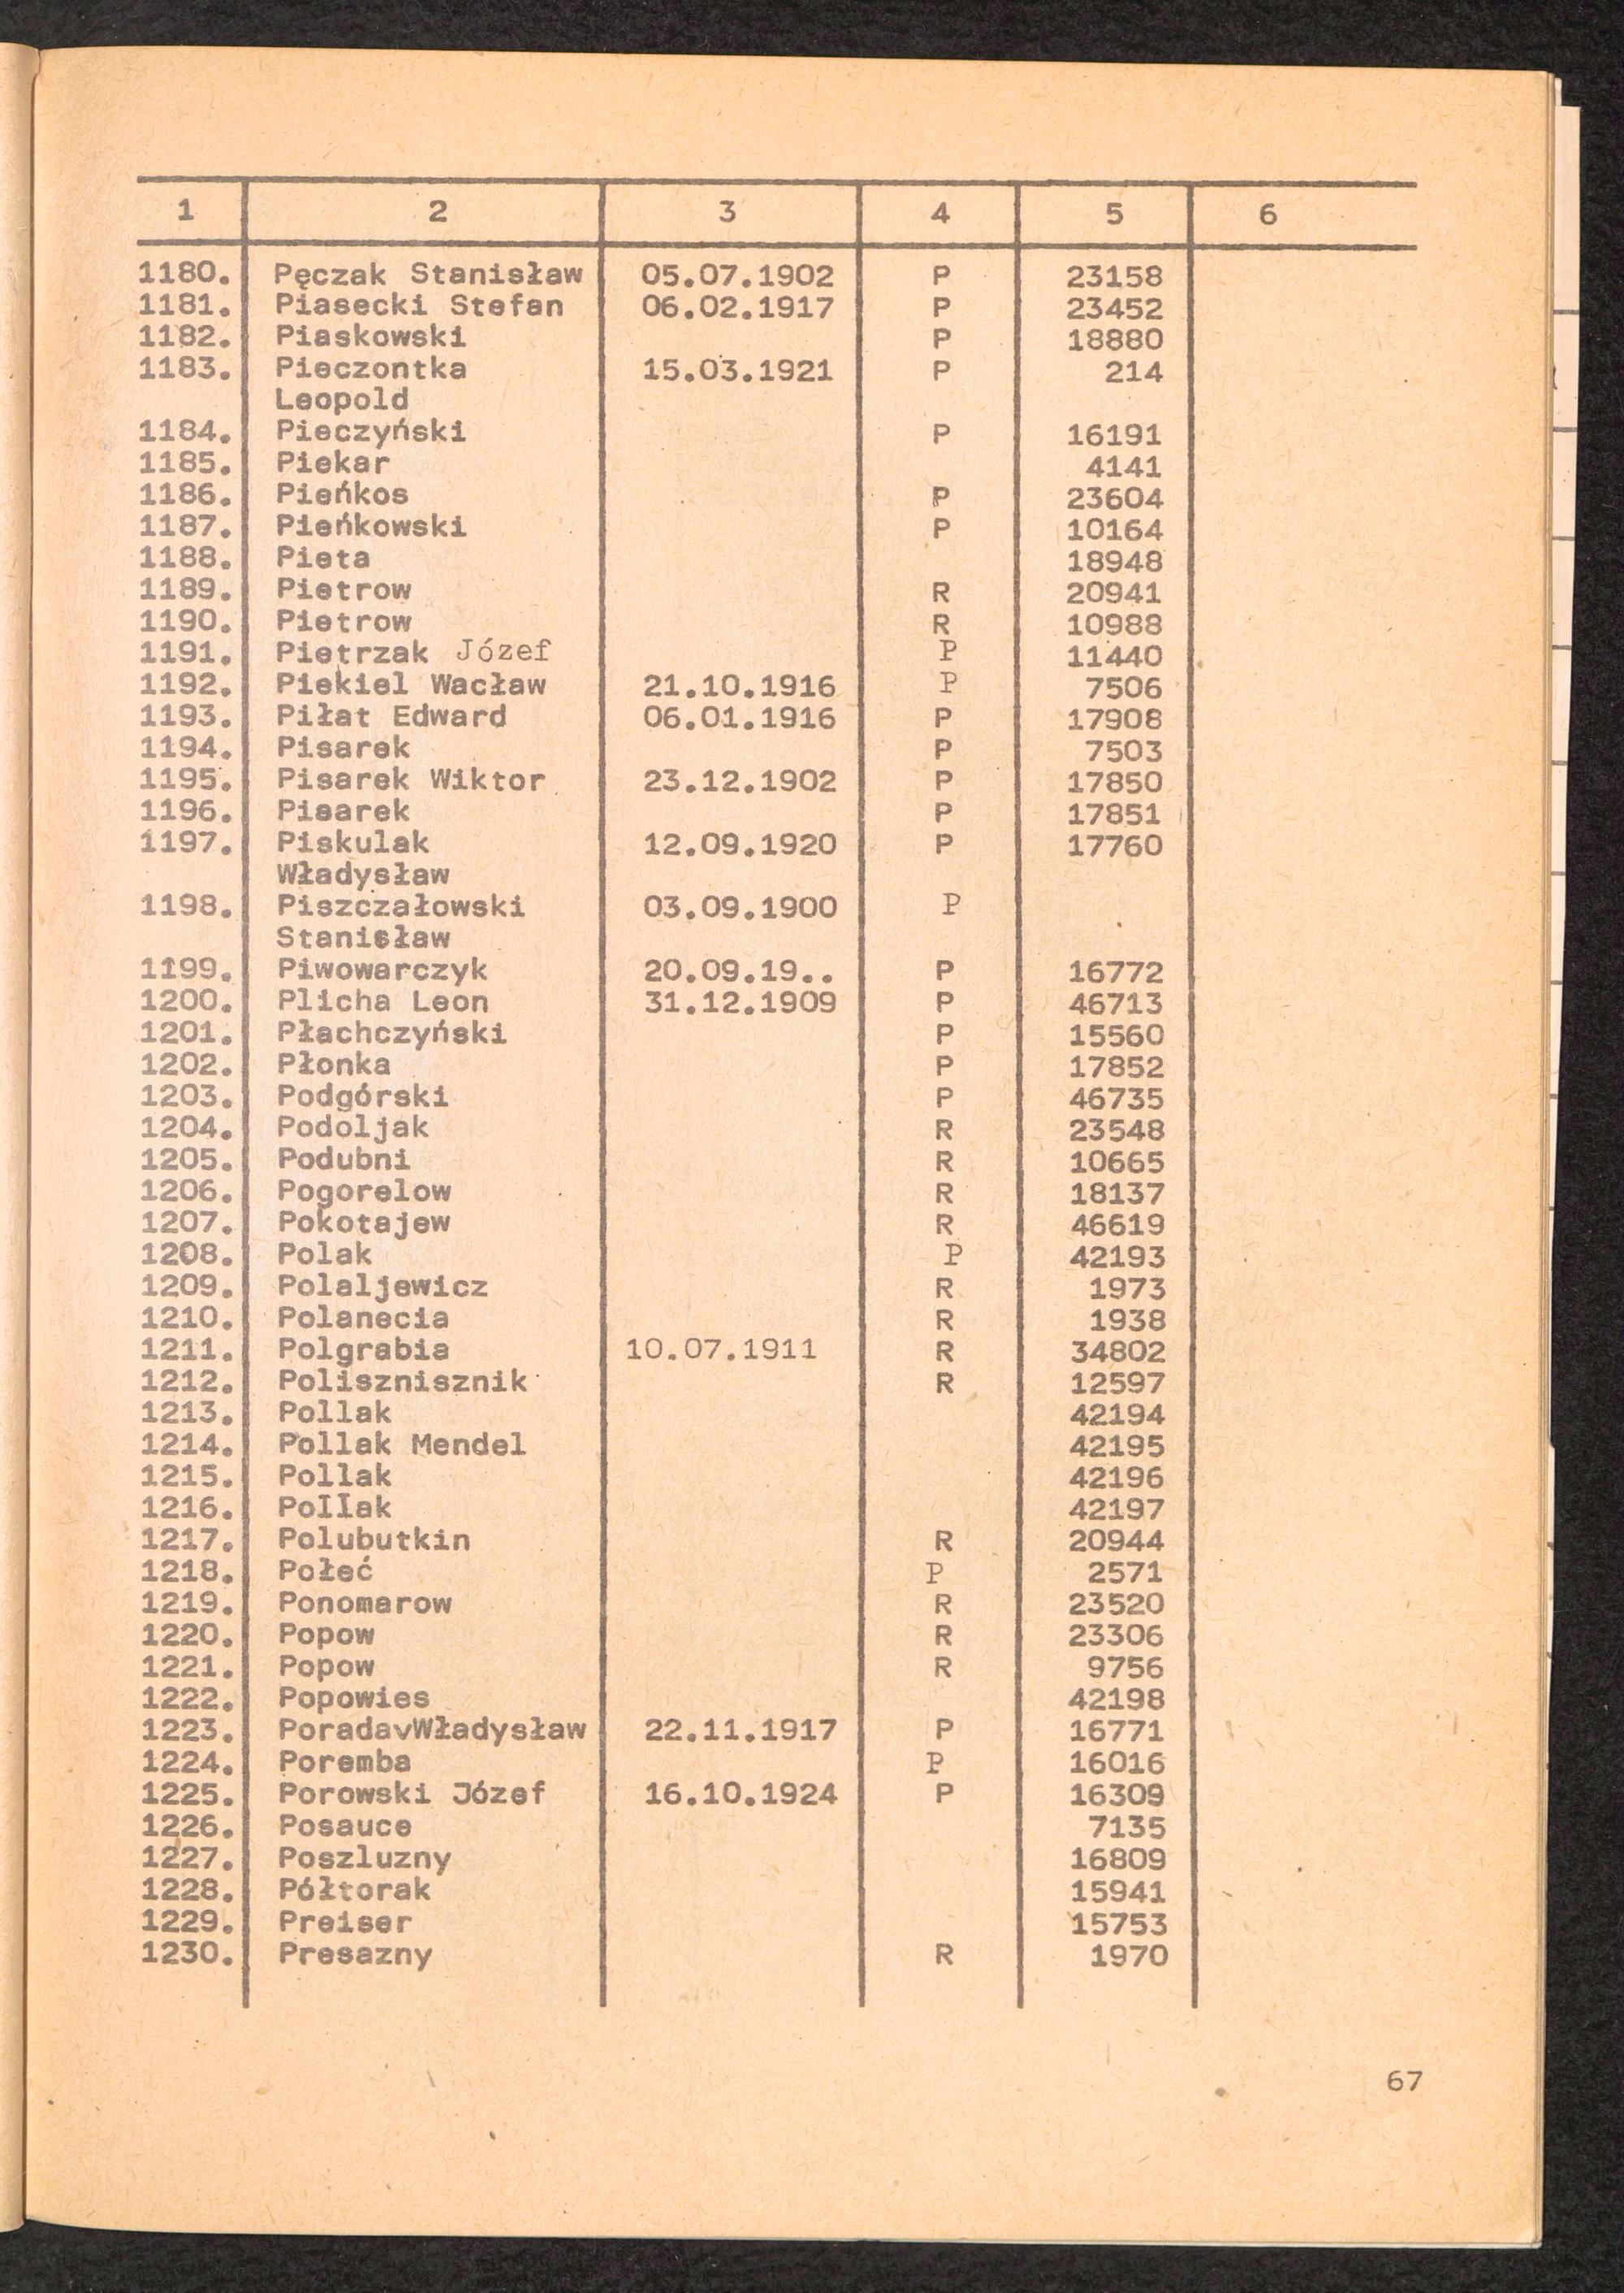 1 2 3 4 5 6
1180. Pęczak Stanisław 05.07.1902 P 23158
1181. Piasecki Stefan 06.02.1917 P 23452
1182. Piaskowski P 18880
1183. Pieczontka 15.03.1921 P 214
Leopold
1184. Pieczyński P 16191
1185. Piekar 4141
1186. Pieńkos P 23604
1187. Pieńkowski P 10164
1188. Pieta 18948
1189. Pietrow R 20941
1190. Pietrow R 10988
1191. Pietrzak Józef P 11440
1192. Piekiel Wacław 21.10.1916 P 7506
1193. Piłat Edward 06.01.1916 P 17908
1194. Pisarek P 7503
1195. Pisarek Wiktor 23.12.1902 P 17850
1196. Pisarek P 17851
1197. Piskulak 12.09.1920 P 17760
Władysław
1198. Piszczałowski 03.09.1900 P
Stanisław
1199. Piwowarczyk 20.09.19.. P 16772
1200. Plicha Leon 31.12.1909 P 46713
1201. Płachczyński P 15560
1202. Płonka P 17852
1203. Podgórski P 46735
1204. Podoljak R 23548
1205. Podubni R 10665
1206. Pogorelow R 18137
1207. Pokotajew R 46619
1208. Polak P 42193
1209. Polaljewicz R 1973
1210. Polanecia R 1938
1211. Polgrabia 10.07.1911 R 34802
1212. Polisznisznik R 12597
1213. Pollak 42194
1214. Pollak Mendel 42195
1215. Pollak 42196
1216. Pollak 42197
1217. Polubutkin R 20944
1218. Połeć P 2571
1219. Ponomarow R 23520
1220. Popow R 23306
1221. Popow R 9756
1222. Popowies 42198
1223. PoradavWładysław 22.11.1917 P 16771
1224. Poremba P 16016
1225. Porowski Józef 16.10.1924 P 16309
1226. Posauce 7135
1227. Poszluzny 16809
1228. Półtorak 15941
1229. Preiser 15753
1230. Presazny R 1970
67